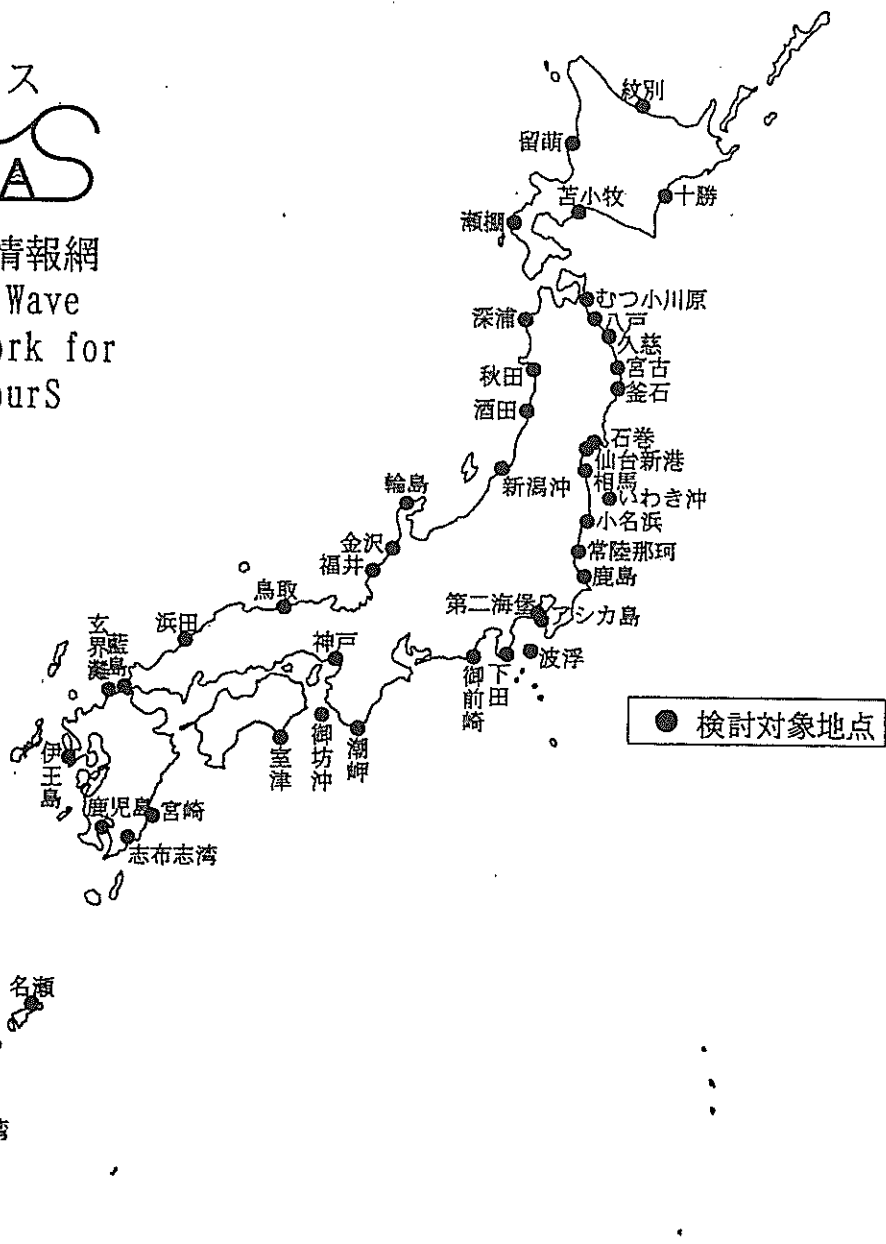 ス
AS
情報網
Wave
ork for
ourS
紋別
留萌
苫小牧
十勝
瀬棚
むつ小川原
深浦
八戸
久慈
宮古
秋田
釜石
酒田
石巻
仙台新港
新潟沖
相馬
輪島
いわき沖
小名浜
金沢
常陸那珂
福井
鹿島
鳥取
第二海堡
アシカ島
浜田
神戸
波浮
玄界灘
藍島
御前崎
下田
検討対象地点
伊王島
室津
御坊沖
潮岬
鹿児島
宮崎
志布志湾
名瀬
湾